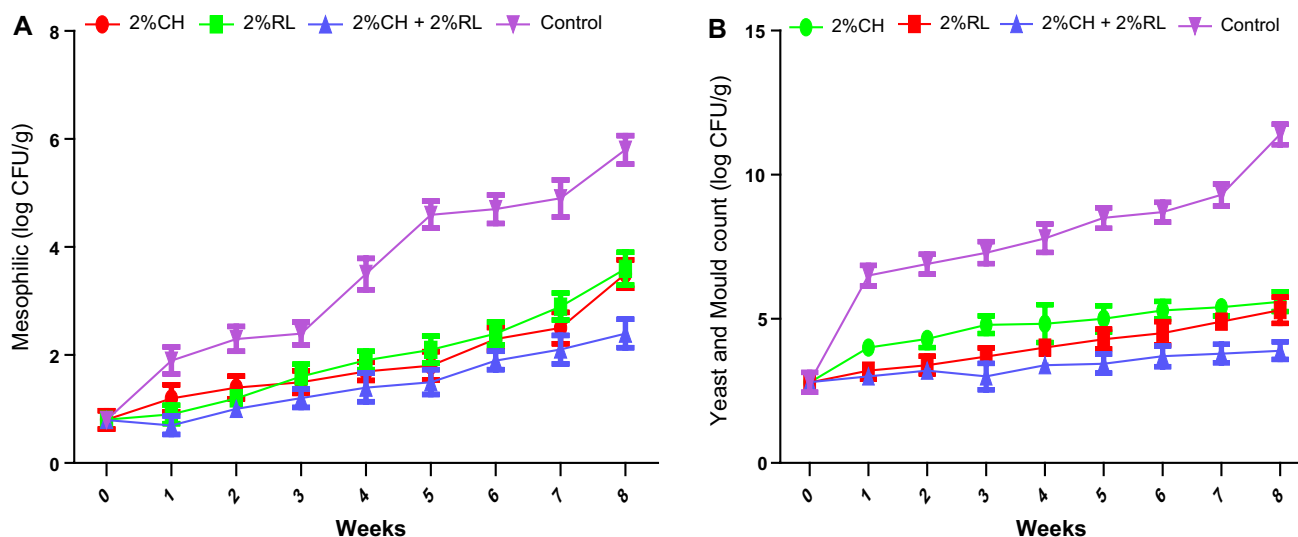 A
2%CH 2%RL 2%CH + 2%RL Control
Mesophilic (log CFU/g)
8
6
4
2
0
0 1 2 3 4 5 6 7 8
Weeks
B
2%CH 2%RL 2%CH + 2%RL Control
Yeast and Mould count (log CFU/g)
15
10
5
0
0 1 2 3 4 5 6 7 8
Weeks